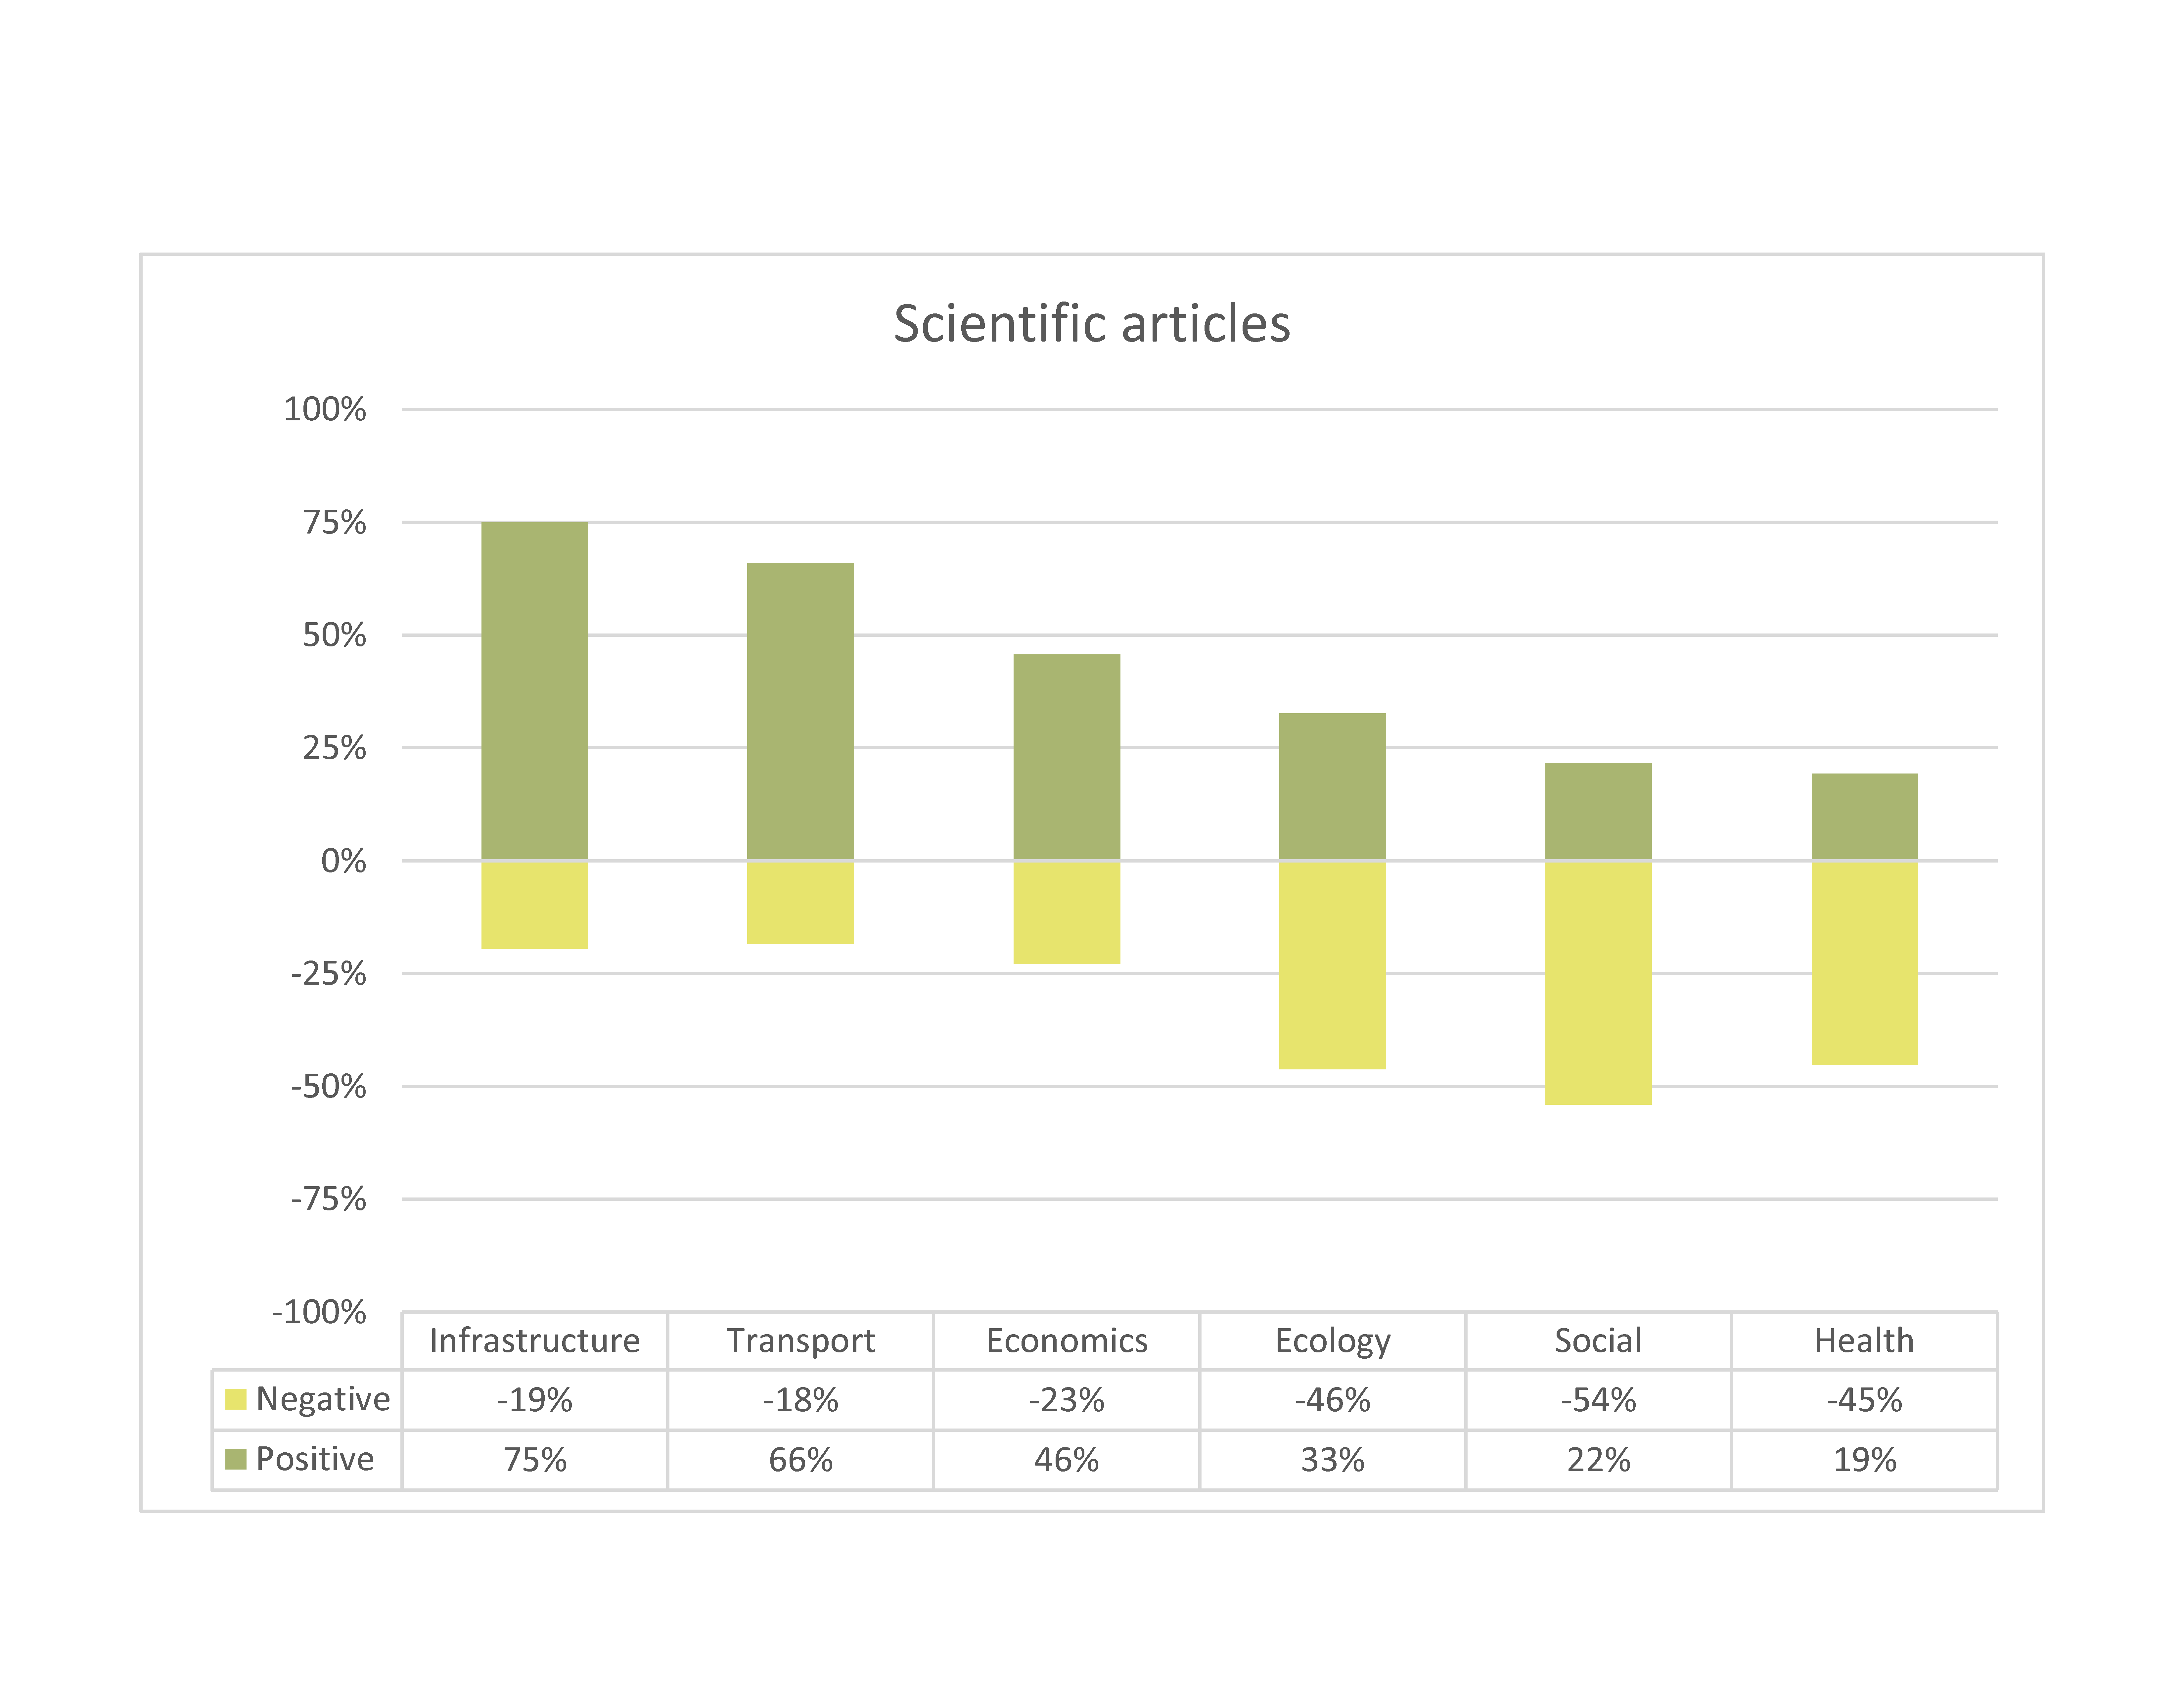 Scientific articles
100%
75%
50%
25%
0%
-25%
-50%
-75%
-100%
Infrastructure Transport Economics Ecology Social Health
Negative -19% -18% -23% -46% -54% -45%
Positive 75% 66% 46% 33% 22% 19%